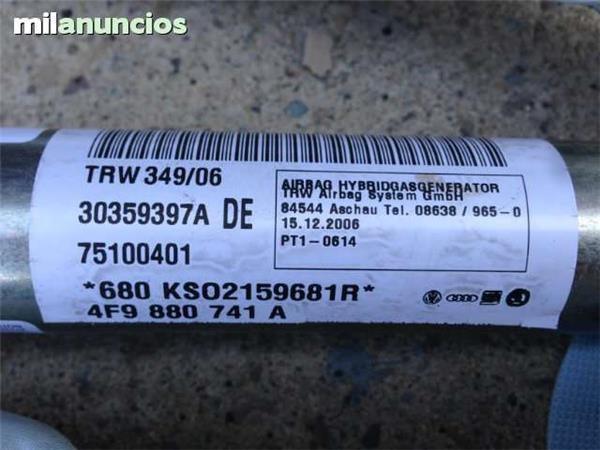 milanuncios
TRW 349/06
30359397A DE
75100401
*680 KS02159681R*
4F9 880 741 A
AIRBAG HYBRIDGASGENERATOR
TRW Airbag System GmbH
84544 Aschau Tel. 08638 / 965-0
15.12.2006
PT1-0614